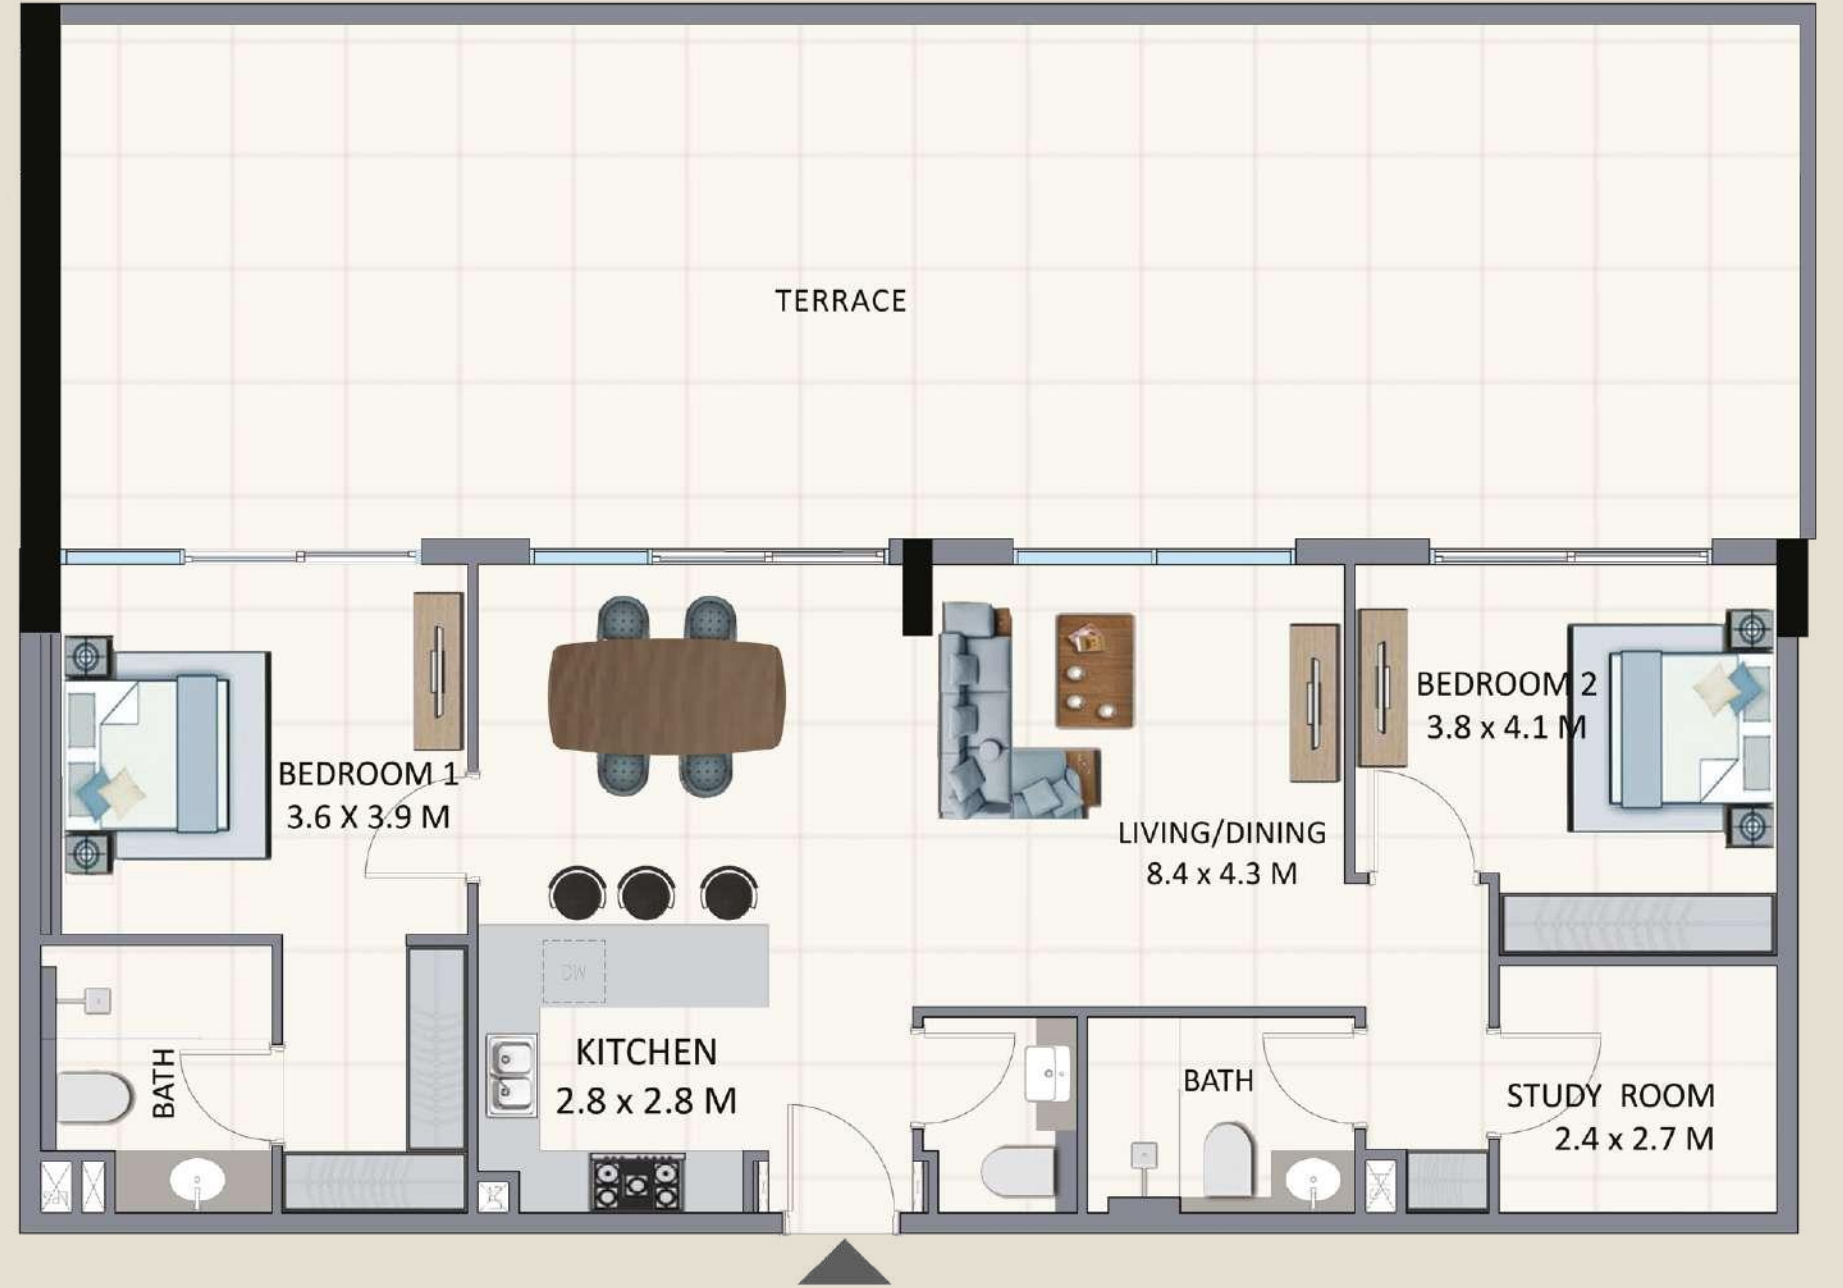 TERRACE
BEDROOM 1
3.6 X 3.9 M
BEDROOM 2
3.8 x 4.1 M
LIVING/DINING
8.4 x 4.3 M
DW
KITCHEN
2.8 x 2.8 M
BATH
BATH
STUDY ROOM
2.4 x 2.7 M